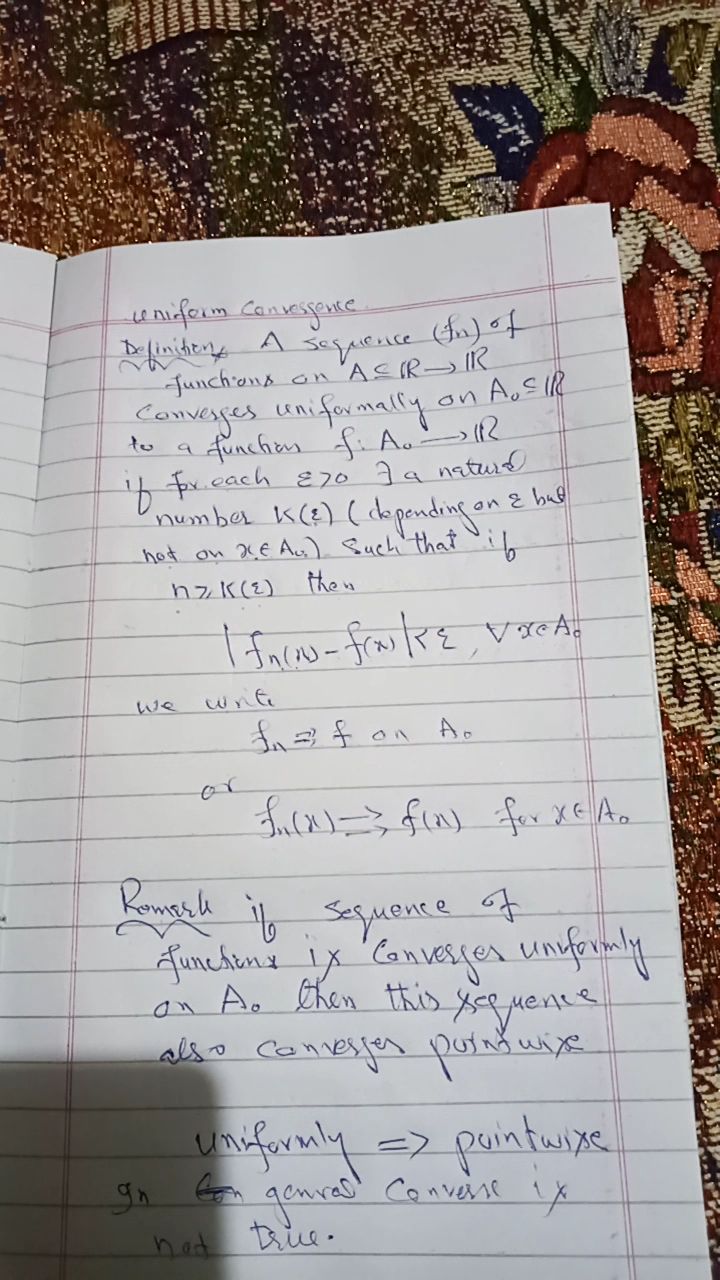 uniform Convergence
Definition, A sequence (fn) of
functions on A ⊆ ℝ → ℝ
Converges uniformally on A₀ ⊆ ℝ
to a function f: A₀ → ℝ
if for each ε>0 ∃ a natural
number K(ε) (depending on ε but
not on x ∈ A₀) such that if
n ≥ K(ε) then
|fn(x) - f(x)| < ε, ∀ x ∈ A₀
we write
fn ⇉ f on A₀
or
fn(x) ⇉ f(x) for x ∈ A₀
Remark if sequence of
functions is Converges uniformly
on A₀ then this sequence
also converges pointwise
uniformly => pointwise
In genral Converse is
not true.